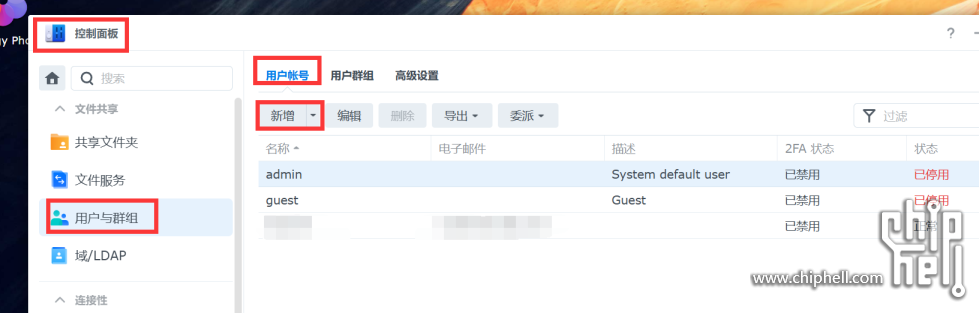 gy Pho
控制面板
?
搜索
文件共享
共享文件夹
文件服务
用户与群组
域/LDAP
连接性
用户帐号 用户群组 高级设置
新增 编辑 删除 导出 委派 过滤
名称 电子邮件 描述 2FA 状态 状态
admin System default user 已禁用 已停用
guest Guest 已禁用 已停用
已禁用 正常
www.chiphell.com
chip
hell